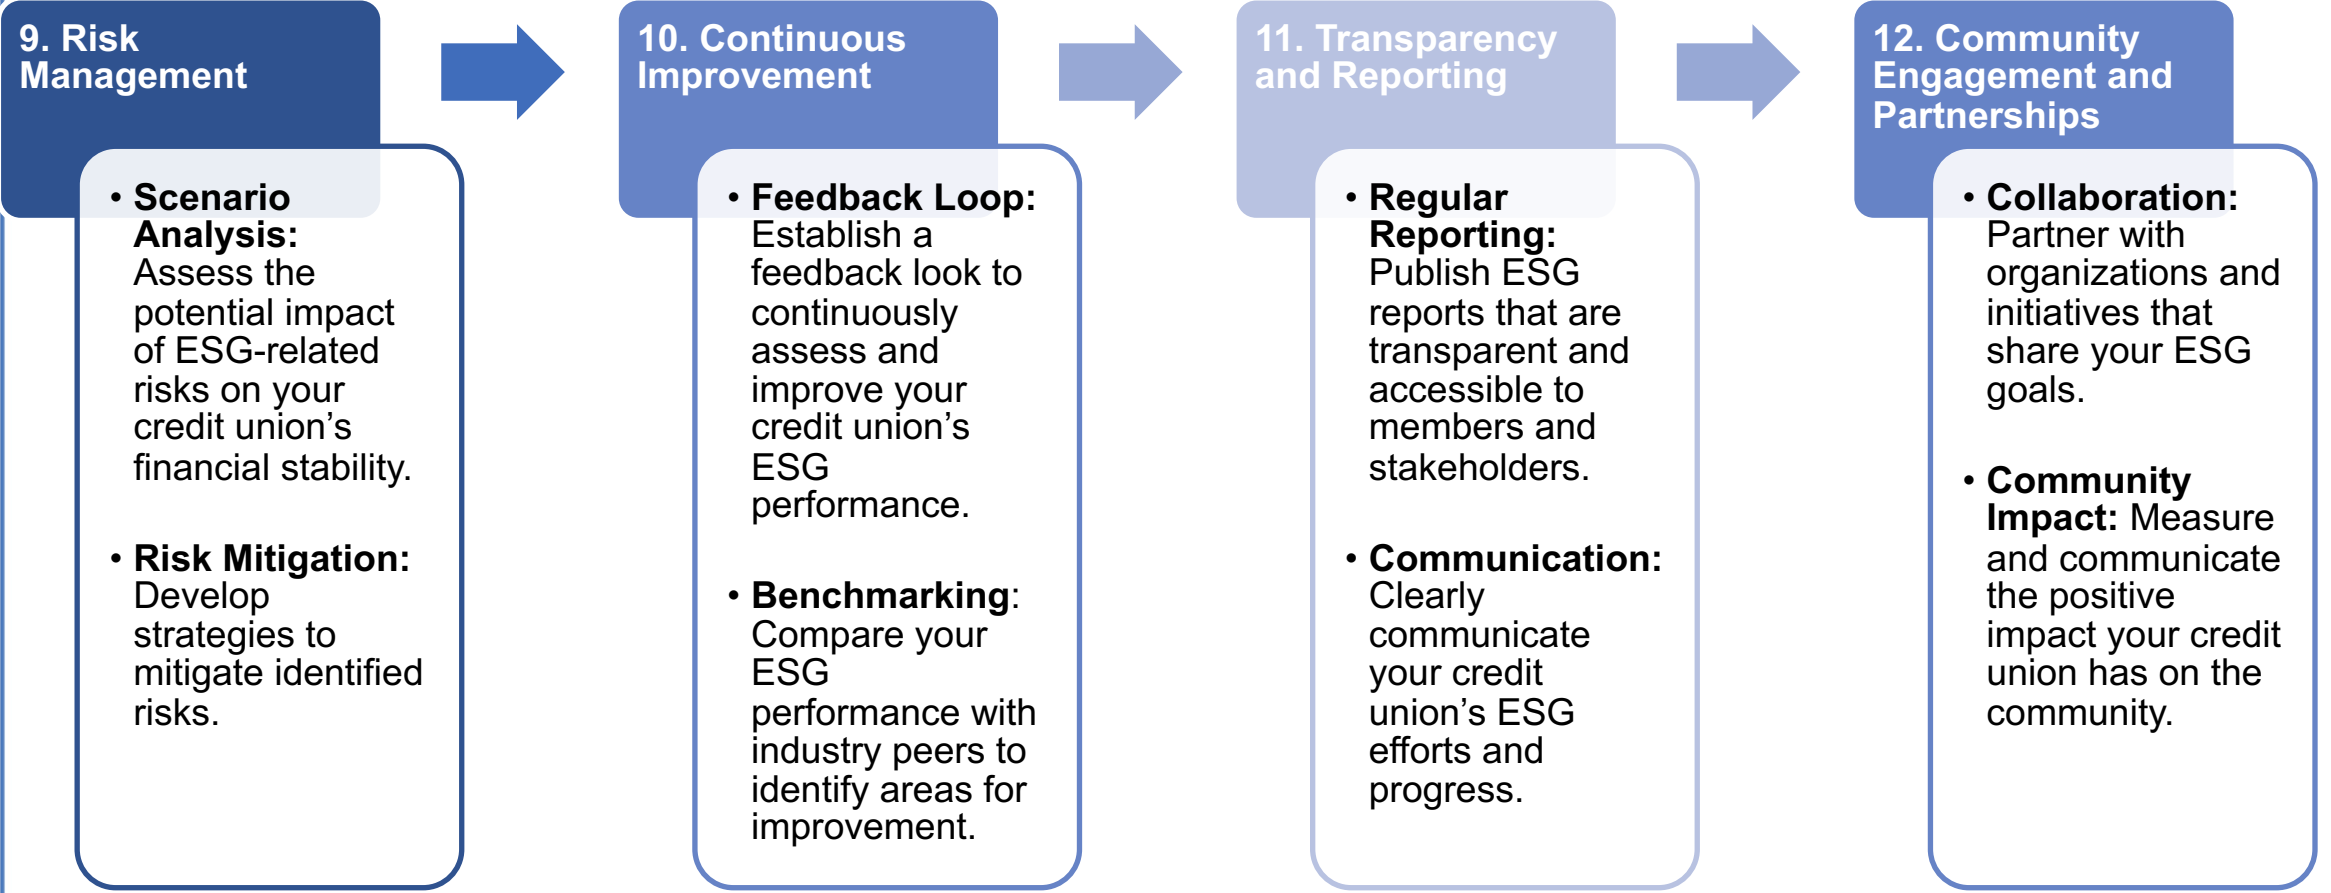 9. Risk
Management
• Scenario
Analysis:
Assess the
potential impact
of ESG-related
risks on your
credit union’s
financial stability.
• Risk Mitigation:
Develop
strategies to
mitigate identified
risks.
10. Continuous
Improvement
• Feedback Loop:
Establish a
feedback look to
continuously
assess and
improve your
credit union’s
ESG
performance.
• Benchmarking:
Compare your
ESG
performance with
industry peers to
identify areas for
improvement.
11. Transparency
and Reporting
• Regular
Reporting:
Publish ESG
reports that are
transparent and
accessible to
members and
stakeholders.
• Communication:
Clearly
communicate
your credit
union’s ESG
efforts and
progress.
12. Community
Engagement and
Partnerships
• Collaboration:
Partner with
organizations and
initiatives that
share your ESG
goals.
• Community
Impact: Measure
and communicate
the positive
impact your credit
union has on the
community.